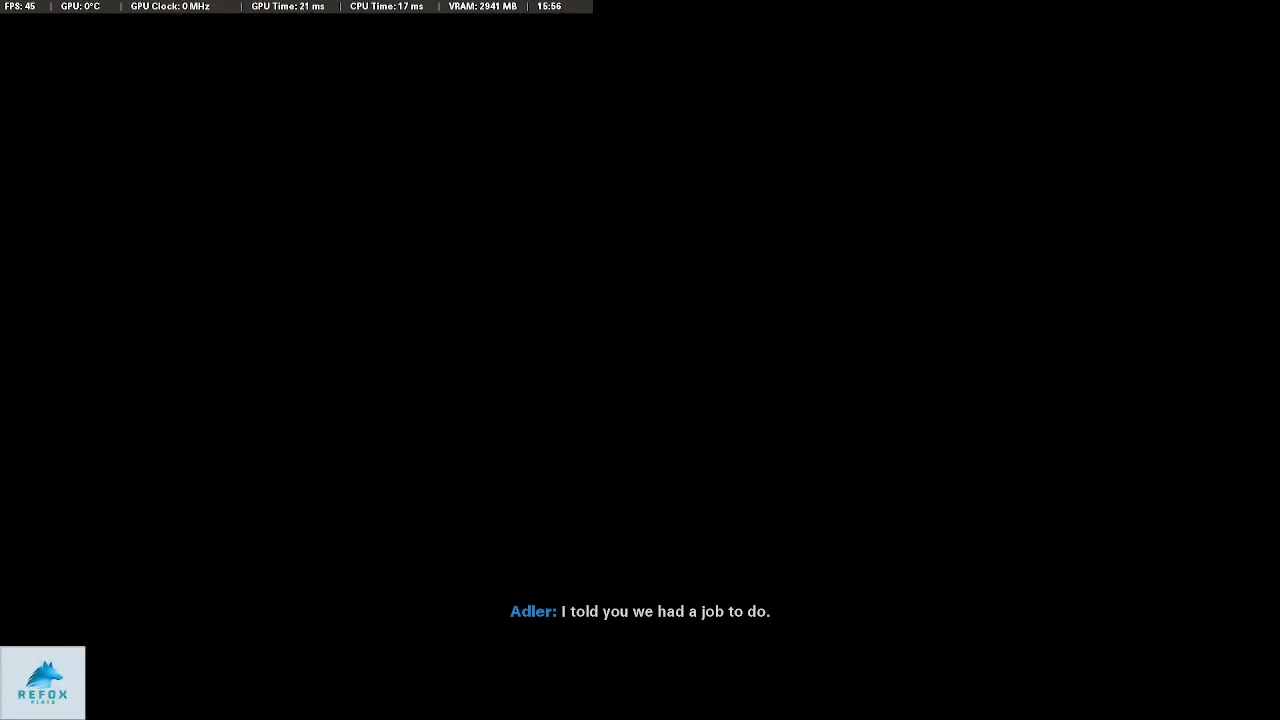 FPS: 45 | GPU: 0°C | GPU Clock: 0 MHz | GPU Time: 21 ms | CPU Time: 17 ms | VRAM: 2941 MB | 15:56
Adler: I told you we had a job to do.
REFOX
PLAYS